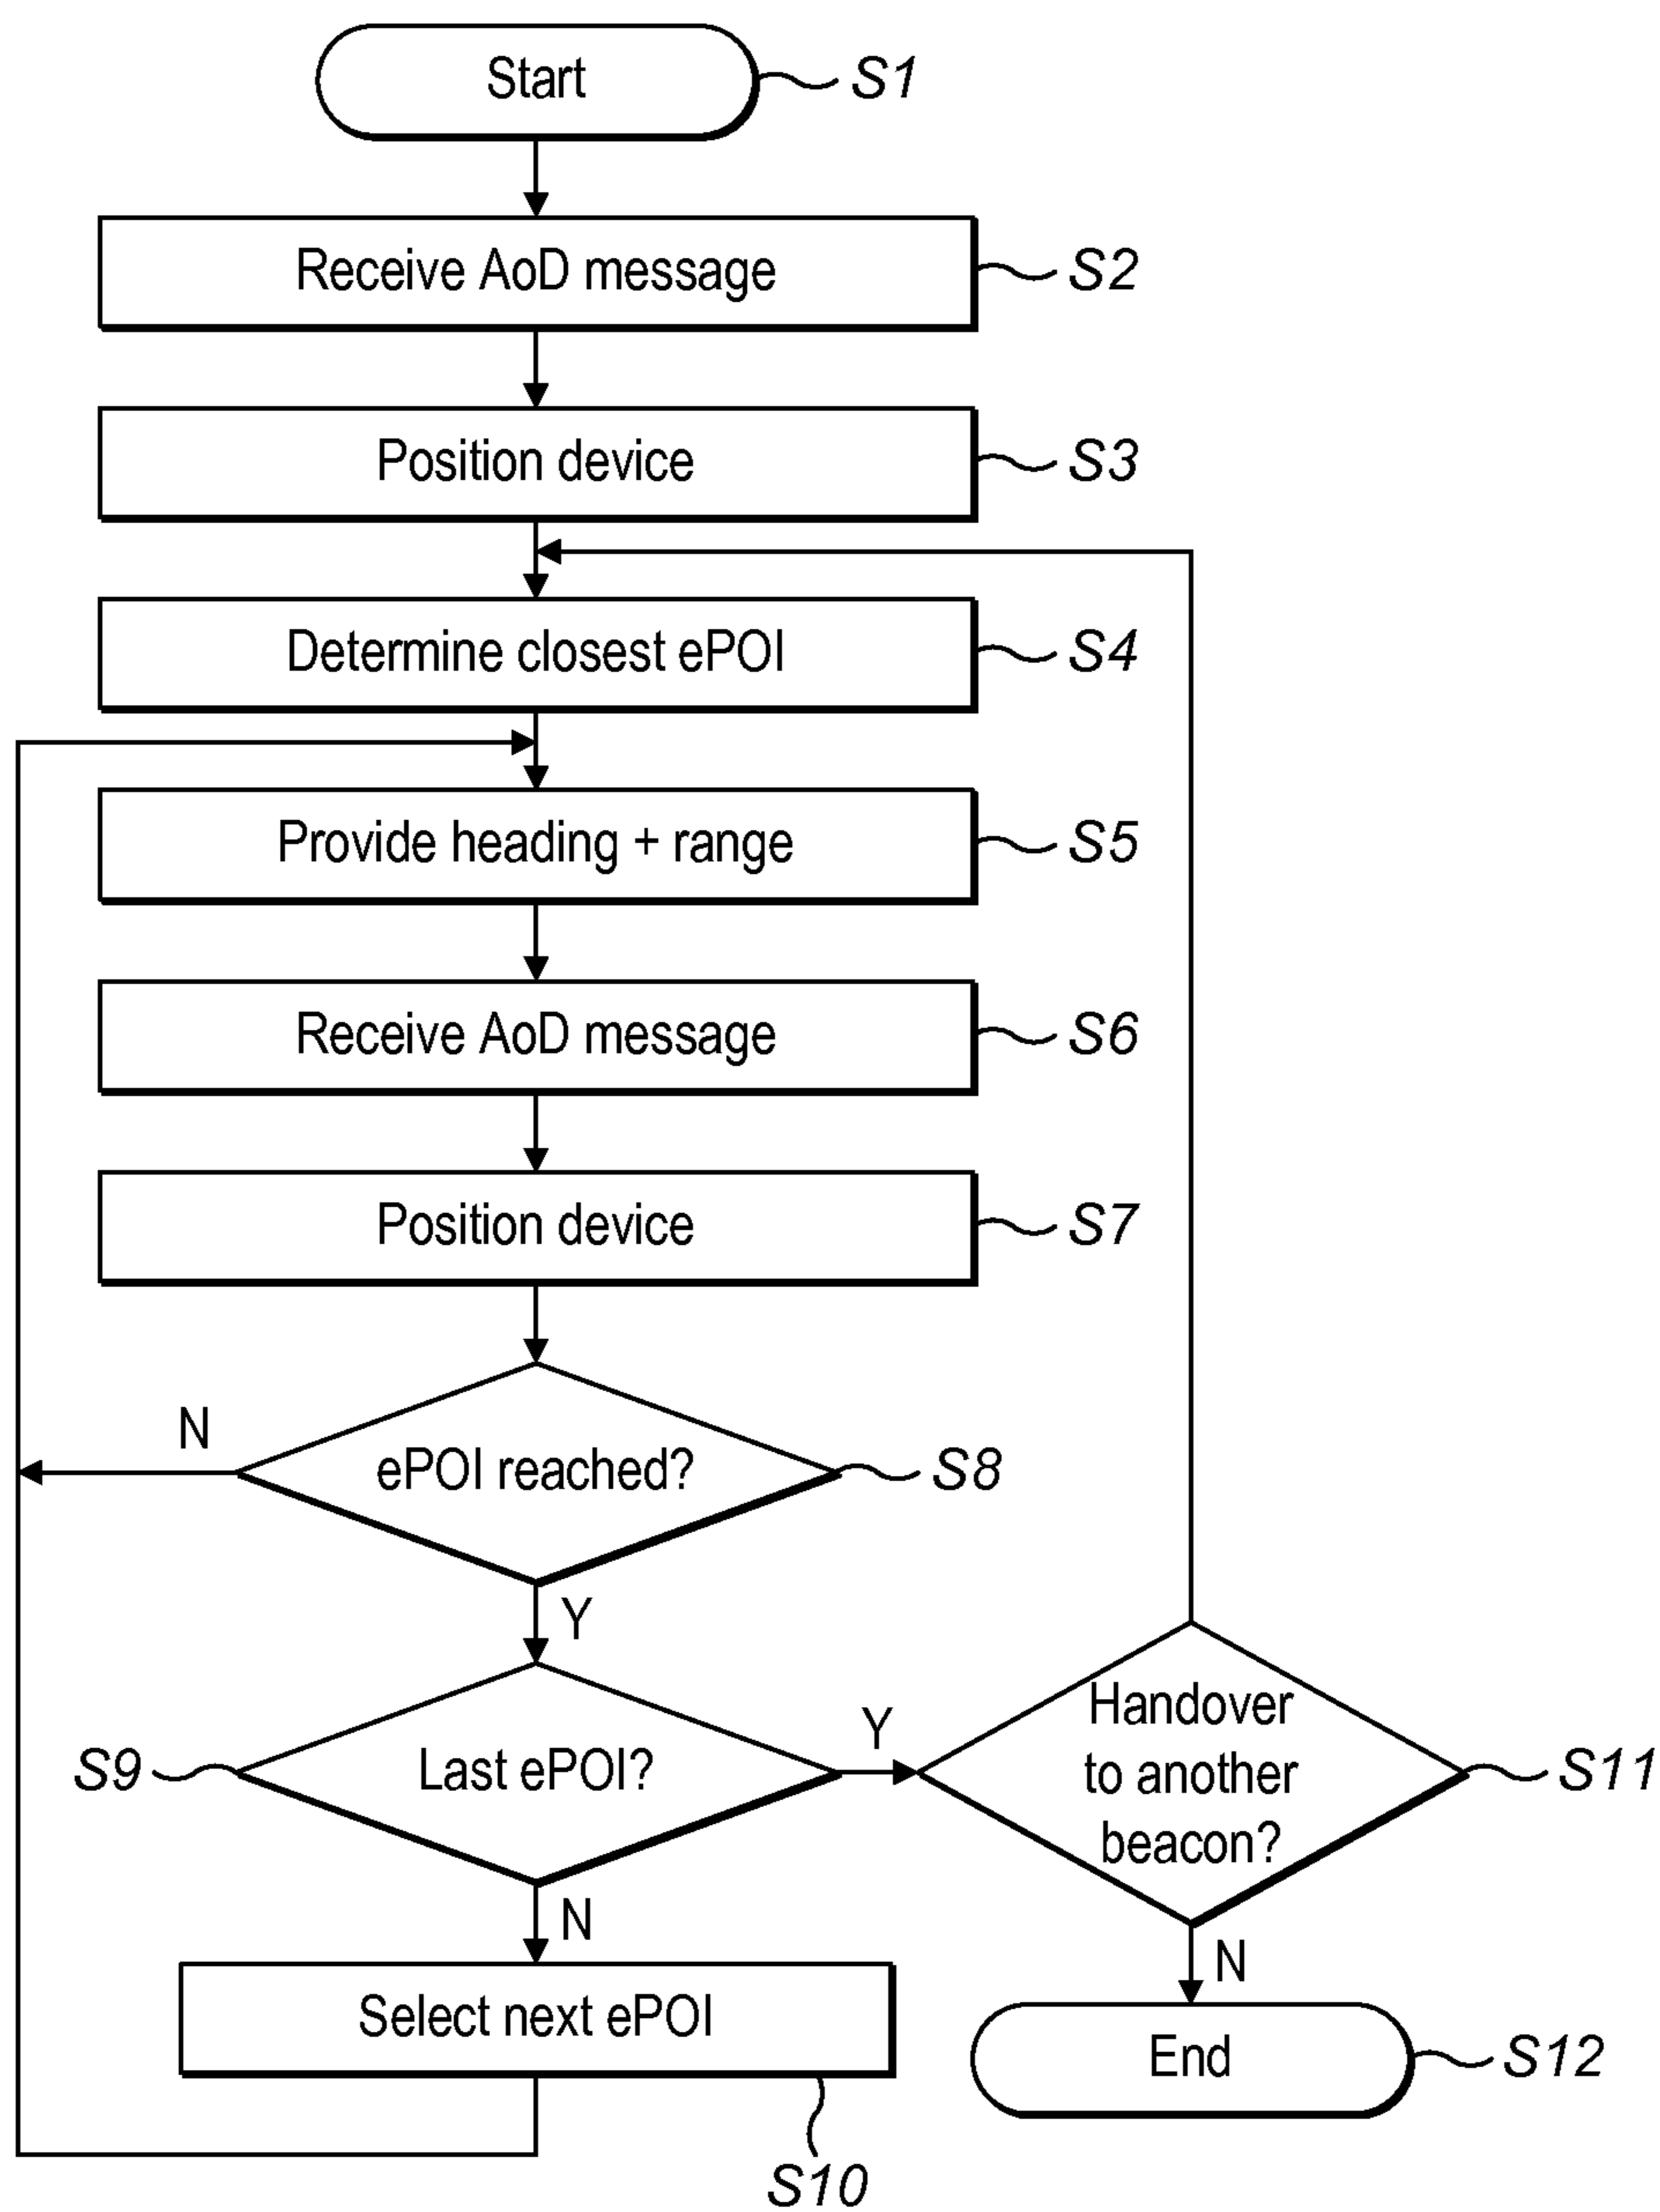 Start
S1
Receive AoD message
S2
Position device
S3
Determine closest ePOI
S4
Provide heading + range
S5
Receive AoD message
S6
Position device
S7
N
ePOI reached?
S8
Y
S9
Last ePOI?
Y
Handover
to another
beacon?
S11
N
N
Select next ePOI
End
S12
S10